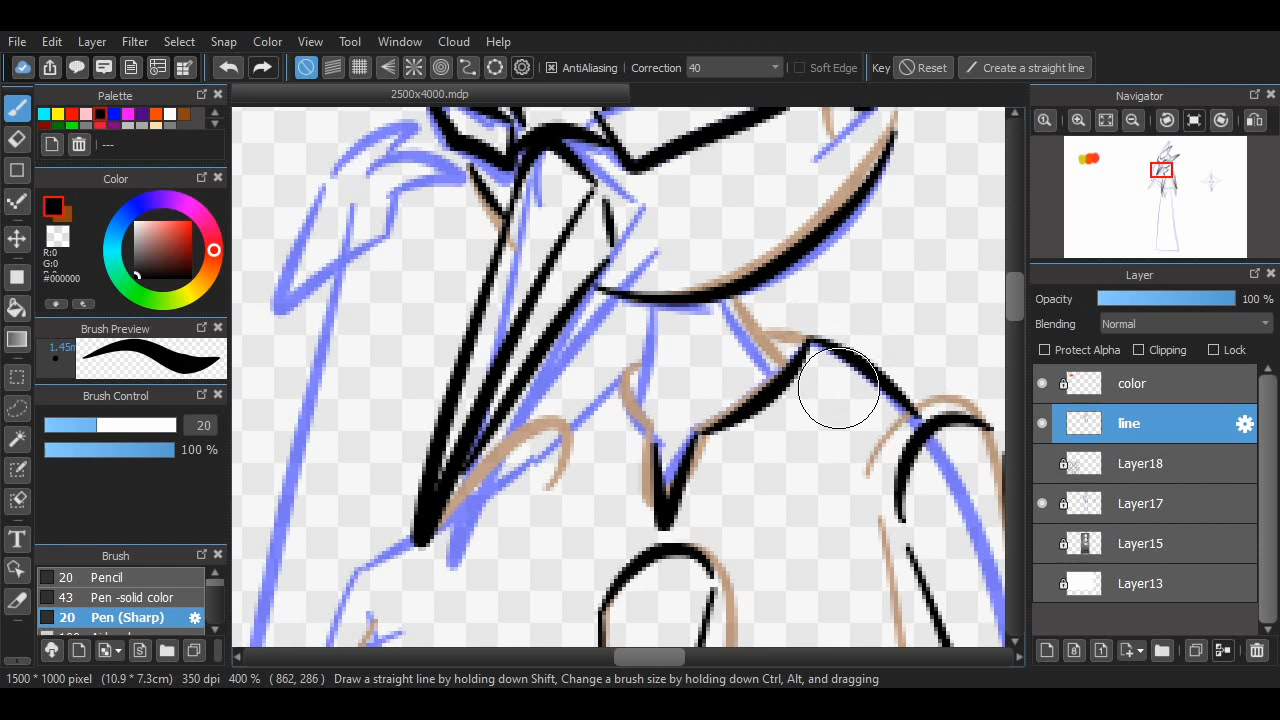 File Edit Layer Filter Select Snap Color View Tool Window Cloud Help
AntiAliasing Correction 40 Soft Edge Key Reset Create a straight line
Palette
2500x4000.mdp
Navigator
---
Color
R:0
G:0
#000000
Brush Preview
Brush Control
20
100 %
Brush
20 Pencil
43 Pen -solid color
20 Pen (Sharp)
Layer
Opacity 100 %
Blending Normal
Protect Alpha Clipping Lock
color
line
Layer18
Layer17
Layer15
Layer13
1500 * 1000 pixel (10.9 * 7.3cm) 350 dpi 400 % ( 862, 286 ) Draw a straight line by holding down Shift, Change a brush size by holding down Ctrl, Alt, and dragging